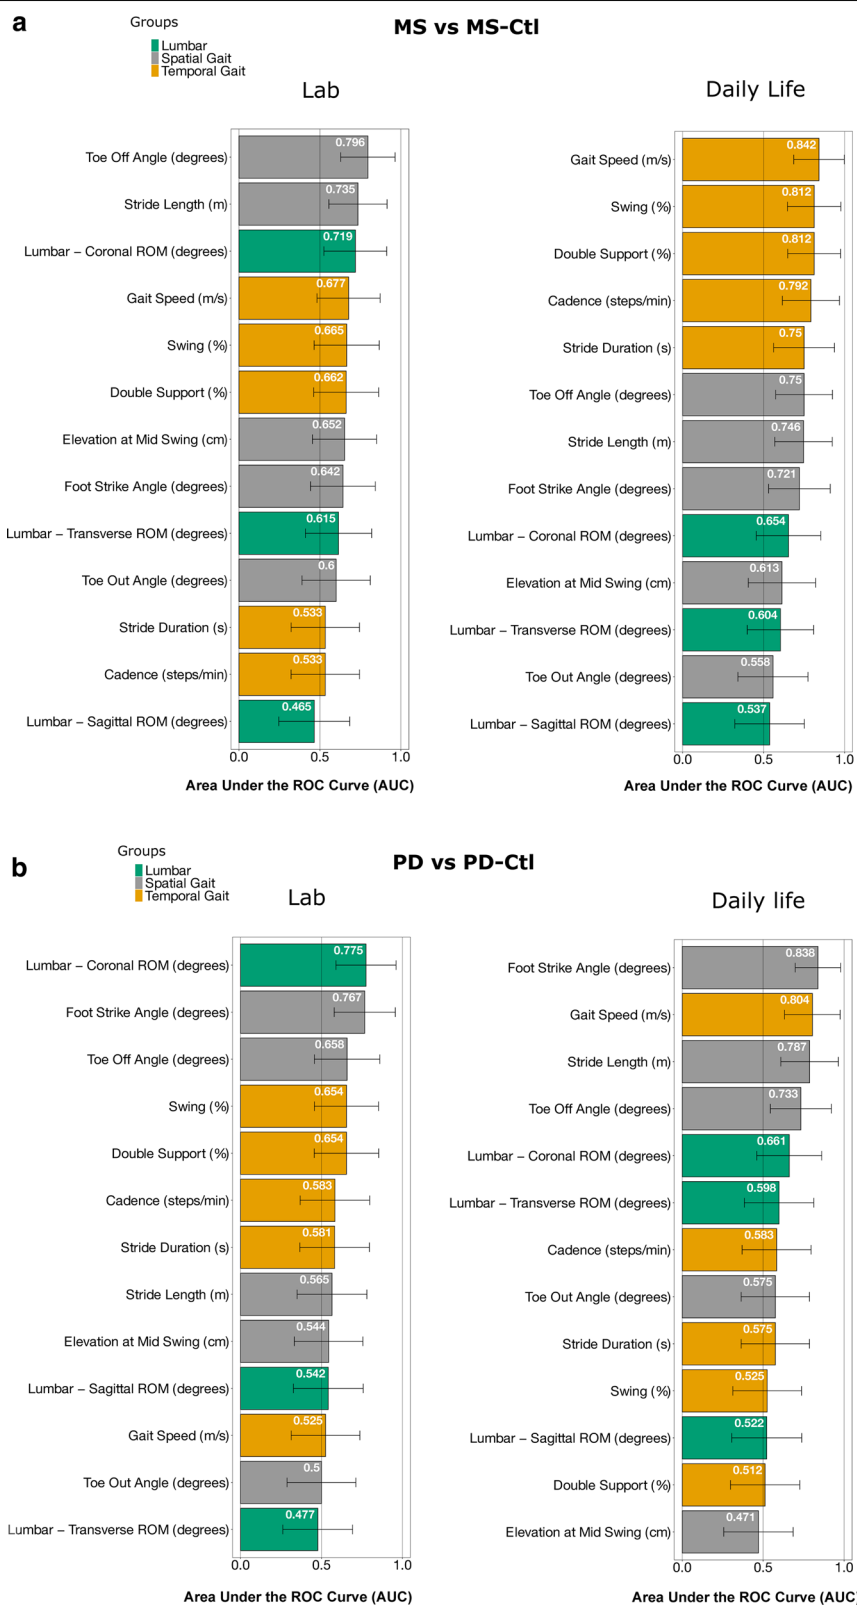 a
MS vs MS-Ctl
Groups
Lumbar
Spatial Gait
Temporal Gait
Lab
Toe Off Angle (degrees) 0.796
Stride Length (m) 0.735
Lumbar – Coronal ROM (degrees) 0.719
Gait Speed (m/s) 0.677
Swing (%) 0.665
Double Support (%) 0.662
Elevation at Mid Swing (cm) 0.652
Foot Strike Angle (degrees) 0.642
Lumbar – Transverse ROM (degrees) 0.615
Toe Out Angle (degrees) 0.6
Stride Duration (s) 0.533
Cadence (steps/min) 0.533
Lumbar – Sagittal ROM (degrees) 0.465
0.0 0.5 1.0
Area Under the ROC Curve (AUC)
Daily Life
Gait Speed (m/s) 0.842
Swing (%) 0.812
Double Support (%) 0.812
Cadence (steps/min) 0.792
Stride Duration (s) 0.75
Toe Off Angle (degrees) 0.75
Stride Length (m) 0.746
Foot Strike Angle (degrees) 0.721
Lumbar – Coronal ROM (degrees) 0.654
Elevation at Mid Swing (cm) 0.613
Lumbar – Transverse ROM (degrees) 0.604
Toe Out Angle (degrees) 0.558
Lumbar – Sagittal ROM (degrees) 0.537
0.0 0.5 1.0
Area Under the ROC Curve (AUC)
b
PD vs PD-Ctl
Groups
Lumbar
Spatial Gait
Temporal Gait
Lab
Lumbar – Coronal ROM (degrees) 0.775
Foot Strike Angle (degrees) 0.767
Toe Off Angle (degrees) 0.658
Swing (%) 0.654
Double Support (%) 0.654
Cadence (steps/min) 0.583
Stride Duration (s) 0.581
Stride Length (m) 0.565
Elevation at Mid Swing (cm) 0.544
Lumbar – Sagittal ROM (degrees) 0.542
Gait Speed (m/s) 0.525
Toe Out Angle (degrees) 0.5
Lumbar – Transverse ROM (degrees) 0.477
0.0 0.5 1.0
Area Under the ROC Curve (AUC)
Daily life
Foot Strike Angle (degrees) 0.838
Gait Speed (m/s) 0.804
Stride Length (m) 0.787
Toe Off Angle (degrees) 0.733
Lumbar – Coronal ROM (degrees) 0.661
Lumbar – Transverse ROM (degrees) 0.598
Cadence (steps/min) 0.583
Toe Out Angle (degrees) 0.575
Stride Duration (s) 0.575
Swing (%) 0.525
Lumbar – Sagittal ROM (degrees) 0.522
Double Support (%) 0.512
Elevation at Mid Swing (cm) 0.471
0.0 0.5 1.0
Area Under the ROC Curve (AUC)